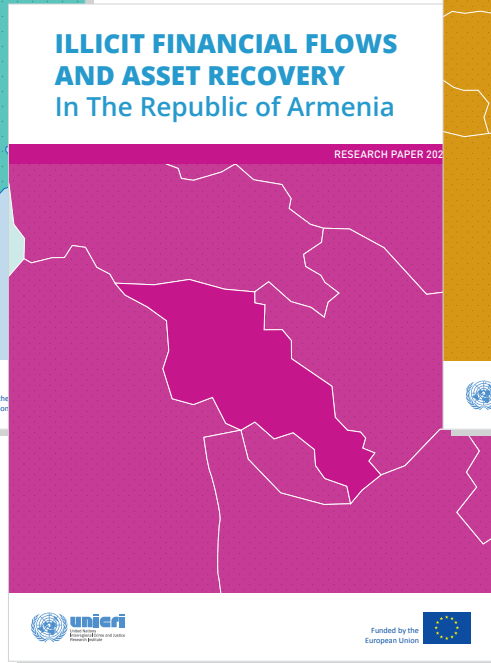 ILLICIT FINANCIAL FLOWS
AND ASSET RECOVERY
In The Republic of Armenia
RESEARCH PAPER 202
unicri
United Nations
Interregional Crime and Justice
Research Institute
Funded by the
European Union